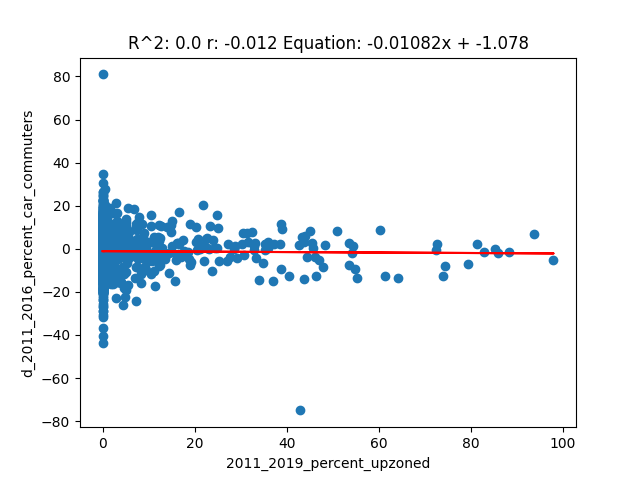 R^2: 0.0 r: -0.012 Equation: -0.01082x + -1.078
d_2011_2016_percent_car_commuters
80
60
40
20
0
−20
−40
−60
−80
0 20 40 60 80 100
2011_2019_percent_upzoned